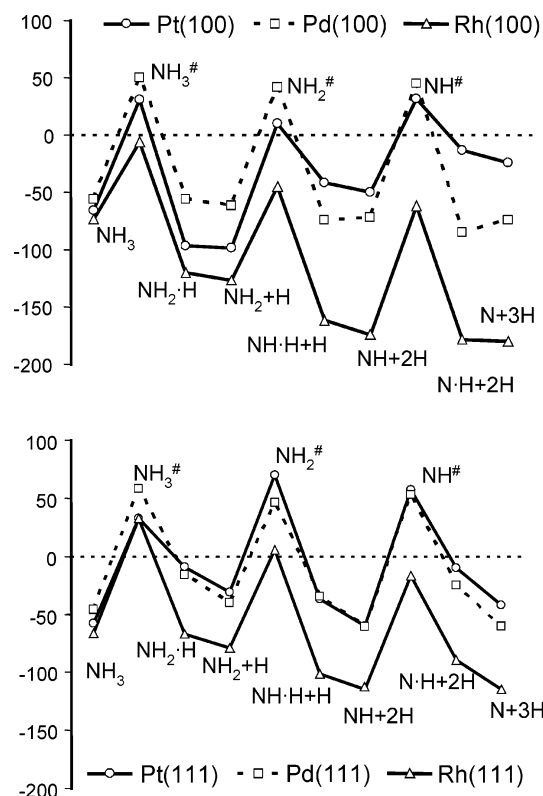 Pt(100) Pd(100) Rh(100)
100
50
0
-50
-100
-150
-200
NH₃#
NH₂#
NH#
NH₃
NH₂·H
NH₂+H
NH·H+H
NH+2H
N·H+2H
N+3H
100
50
0
-50
-100
-150
-200
NH₃#
NH₂#
NH#
NH₃
NH₂·H
NH₂+H
NH·H+H
NH+2H
N·H+2H
N+3H
Pt(111) Pd(111) Rh(111)